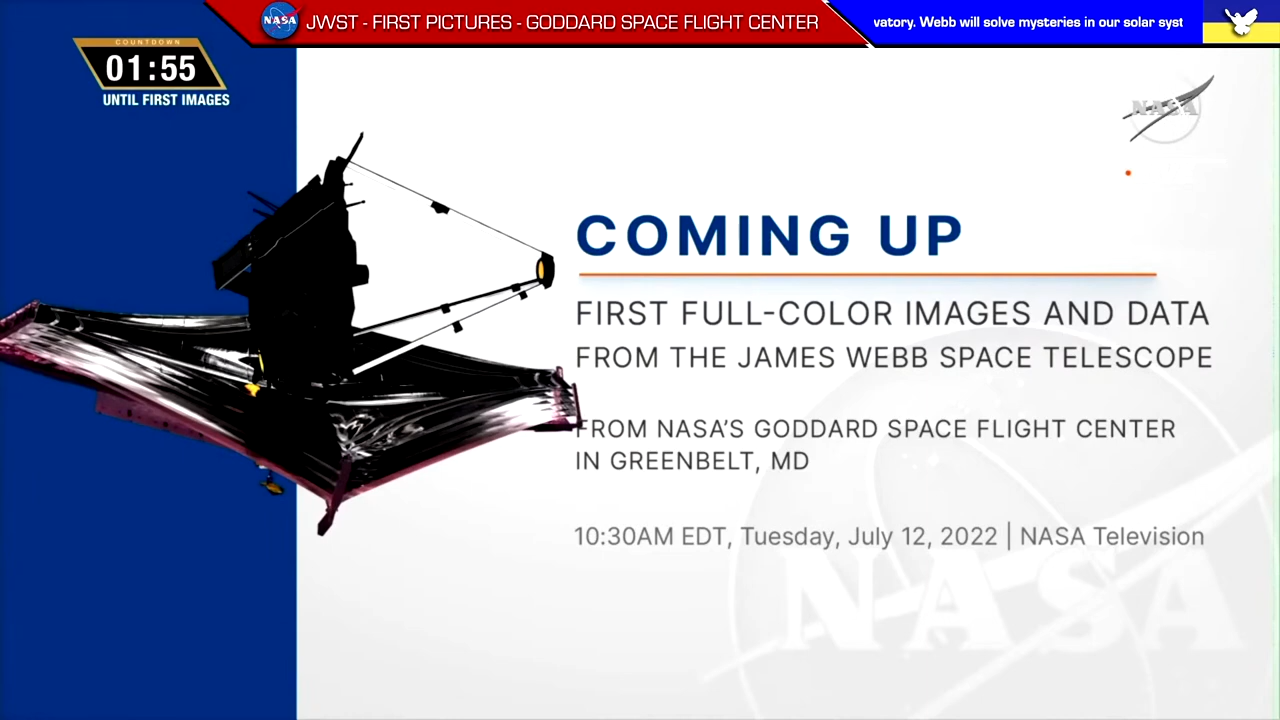 NASA
JWST - FIRST PICTURES - GODDARD SPACE FLIGHT CENTER
vatory. Webb will solve mysteries in our solar syst
COUNTDOWN
01:55
UNTIL FIRST IMAGES
NASA
COMING UP
FIRST FULL-COLOR IMAGES AND DATA
FROM THE JAMES WEBB SPACE TELESCOPE
FROM NASA'S GODDARD SPACE FLIGHT CENTER
IN GREENBELT, MD
10:30AM EDT, Tuesday, July 12, 2022 | NASA Television
NASA